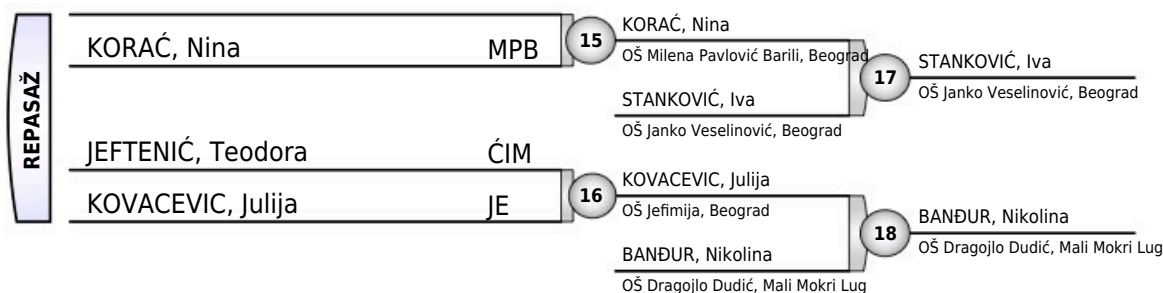 REPASAŽ
KORAĆ, Nina MPB
JEFTENIĆ, Teodora ĆIM
KOVACEVIC, Julija JE
15
KORAĆ, Nina
OŠ Milena Pavlović Barili, Beograd
STANKOVIĆ, Iva
OŠ Janko Veselinović, Beograd
16
KOVACEVIC, Julija
OŠ Jefimija, Beograd
BANĐUR, Nikolina
OŠ Dragojlo Dudić, Mali Mokri Lug
17
STANKOVIĆ, Iva
OŠ Janko Veselinović, Beograd
18
BANĐUR, Nikolina
OŠ Dragojlo Dudić, Mali Mokri Lug